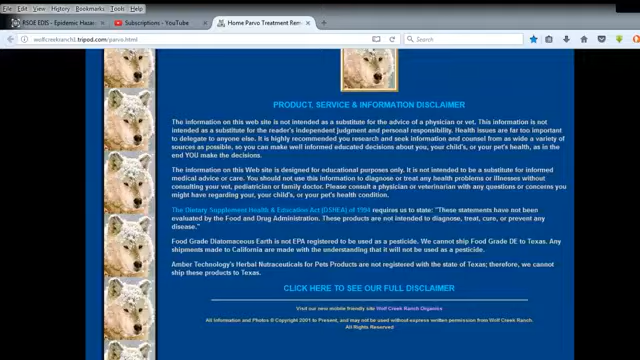 File Edit View History Bookmarks Tools Help
RSOE EDIS - Epidemic Hazar
Subscriptions - YouTube
Home Parvo Treatment Rem
wolfcreekranch1.tripod.com/parvo.html
Search
PRODUCT, SERVICE & INFORMATION DISCLAIMER
The information on this web site is not intended as a substitute for the advice of a physician or vet. This information is not
intended as a substitute for the reader's independent judgment and personal responsibility. Health issues are far too important
to delegate to anyone else. It is highly recommended you research and seek information and counsel from as wide a variety of
sources as possible, so you can make well informed educated decisions about you, your child's, or your pet's health, as in the
end YOU make the decisions.
The information on this Web site is designed for educational purposes only. It is not intended to be a substitute for informed
medical advice or care. You should not use this information to diagnose or treat any health problems or illnesses without
consulting your vet, pediatrician or family doctor. Please consult a physician or veterinarian with any questions or concerns you
might have regarding your, your child's, or your pet's health condition.
The Dietary Supplement Health & Education Act (DSHEA) of 1994 requires us to state: "These statements have not been
evaluated by the Food and Drug Administration. These products are not intended to diagnose, treat, cure, or prevent any
disease."
Food Grade Diatomaceous Earth is not EPA registered to be used as a pesticide. We cannot ship Food Grade DE to Texas. Any
shipments made to California are made with the understanding that it will not be used as a pesticide.
Amber Technology's Herbal Nutraceuticals for Pets Products are not registered with the state of Texas; therefore, we cannot
ship these products to Texas.
CLICK HERE TO SEE OUR FULL DISCLAIMER
Visit our new mobile friendly site Wolf Creek Ranch Organics
All Information and Photos © Copyright 2001 to Present, and may not be used without express written permission from Wolf Creek Ranch.
All Rights Reserved